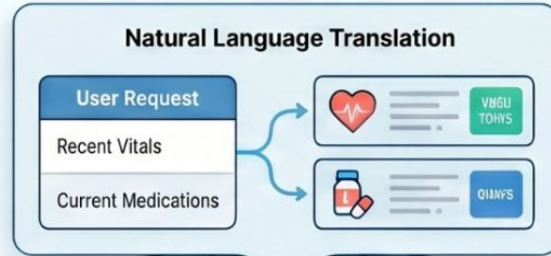 Natural Language Translation
User Request
Recent Vitals
Current Medications